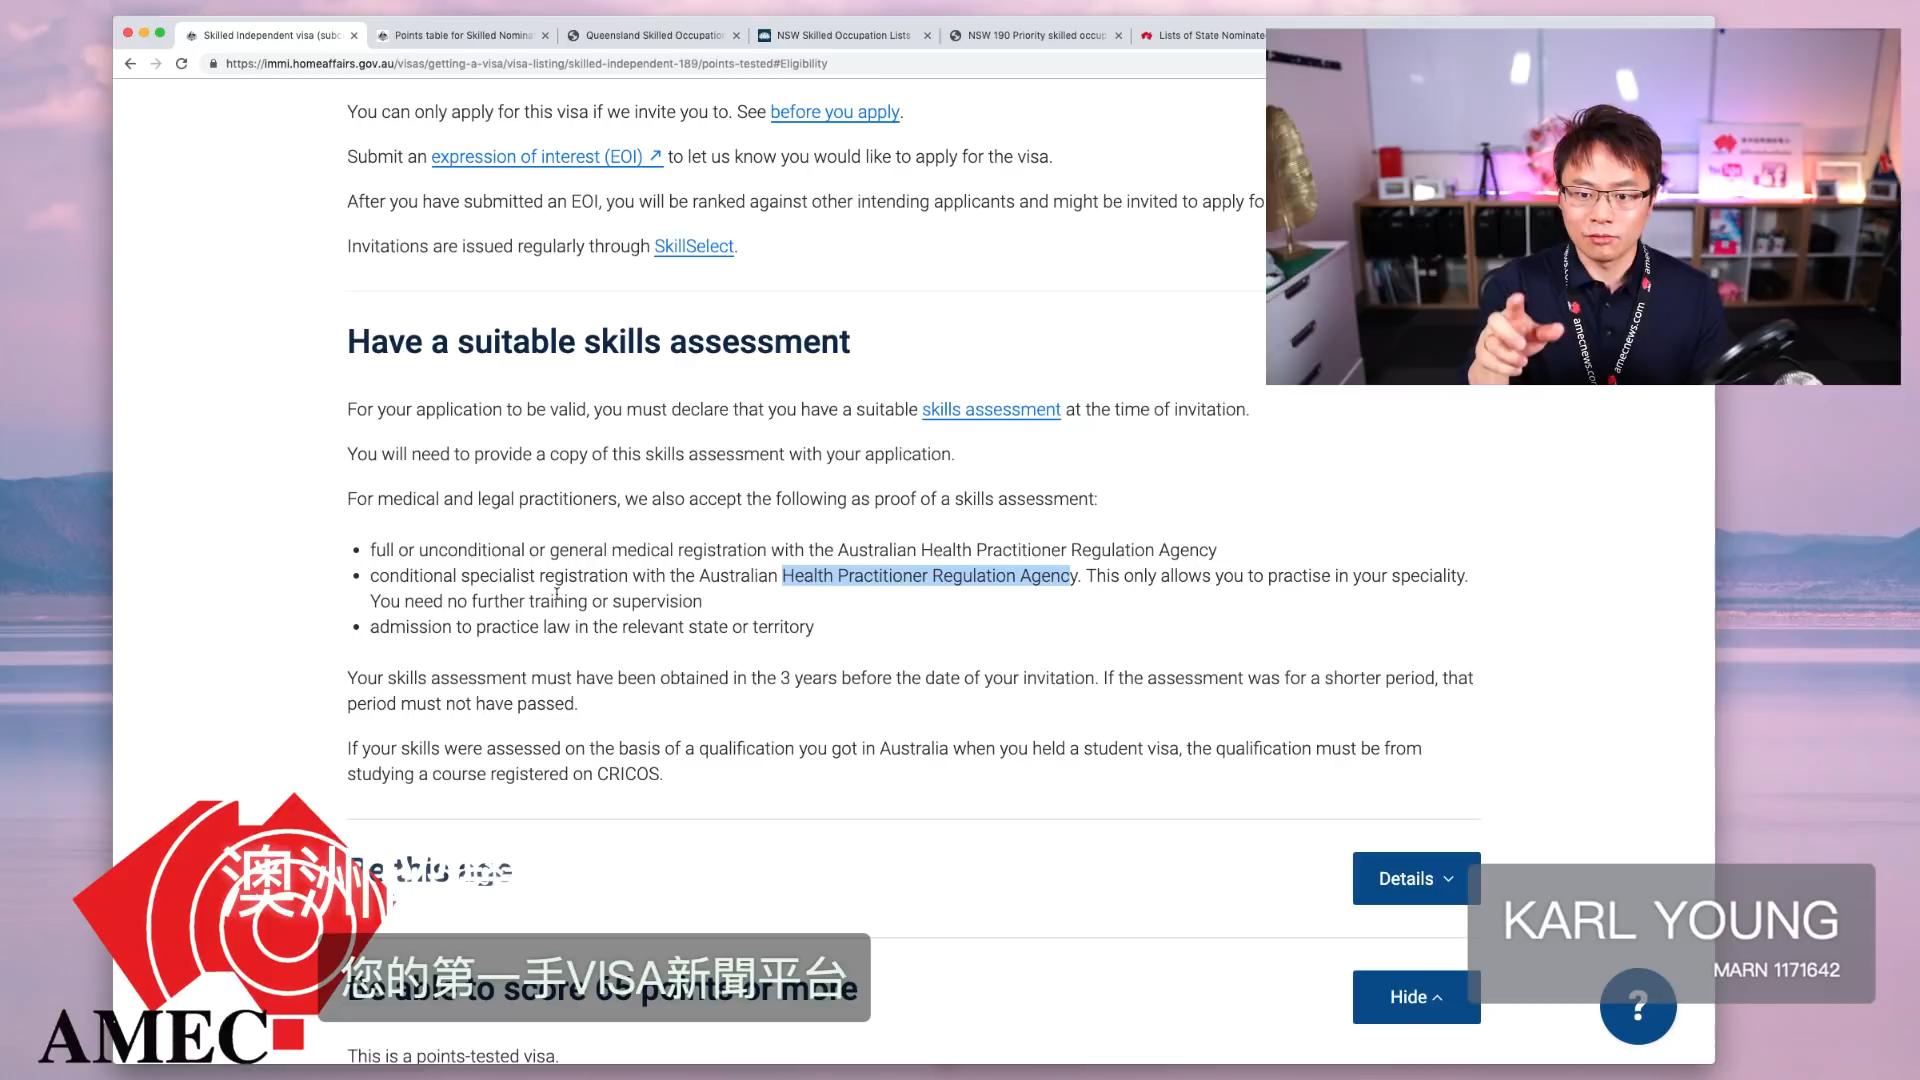 Skilled Independent visa (subc
Points table for Skilled Nomina
Queensland Skilled Occupatio
NSW Skilled Occupation Lists
NSW 190 Priority skilled occup
Lists of State Nominate
https://immi.homeaffairs.gov.au/visas/getting-a-visa/visa-listing/skilled-independent-189/points-tested#Eligibility
You can only apply for this visa if we invite you to. See before you apply.
Submit an expression of interest (EOI) ↗ to let us know you would like to apply for the visa.
After you have submitted an EOI, you will be ranked against other intending applicants and might be invited to apply fo
Invitations are issued regularly through SkillSelect.
Have a suitable skills assessment
For your application to be valid, you must declare that you have a suitable skills assessment at the time of invitation.
You will need to provide a copy of this skills assessment with your application.
For medical and legal practitioners, we also accept the following as proof of a skills assessment:
• full or unconditional or general medical registration with the Australian Health Practitioner Regulation Agency
• conditional specialist registration with the Australian Health Practitioner Regulation Agency. This only allows you to practise in your speciality.
You need no further training or supervision
• admission to practice law in the relevant state or territory
Your skills assessment must have been obtained in the 3 years before the date of your invitation. If the assessment was for a shorter period, that
period must not have passed.
If your skills were assessed on the basis of a qualification you got in Australia when you held a student visa, the qualification must be from
studying a course registered on CRICOS.
澳洲
Details
KARL YOUNG
MARN 1171642
您的第一手VISA新聞平台
Be able to score 65 points or more
Hide
?
AMEC
This is a points-tested visa.
amecnews.com
amecnews.com